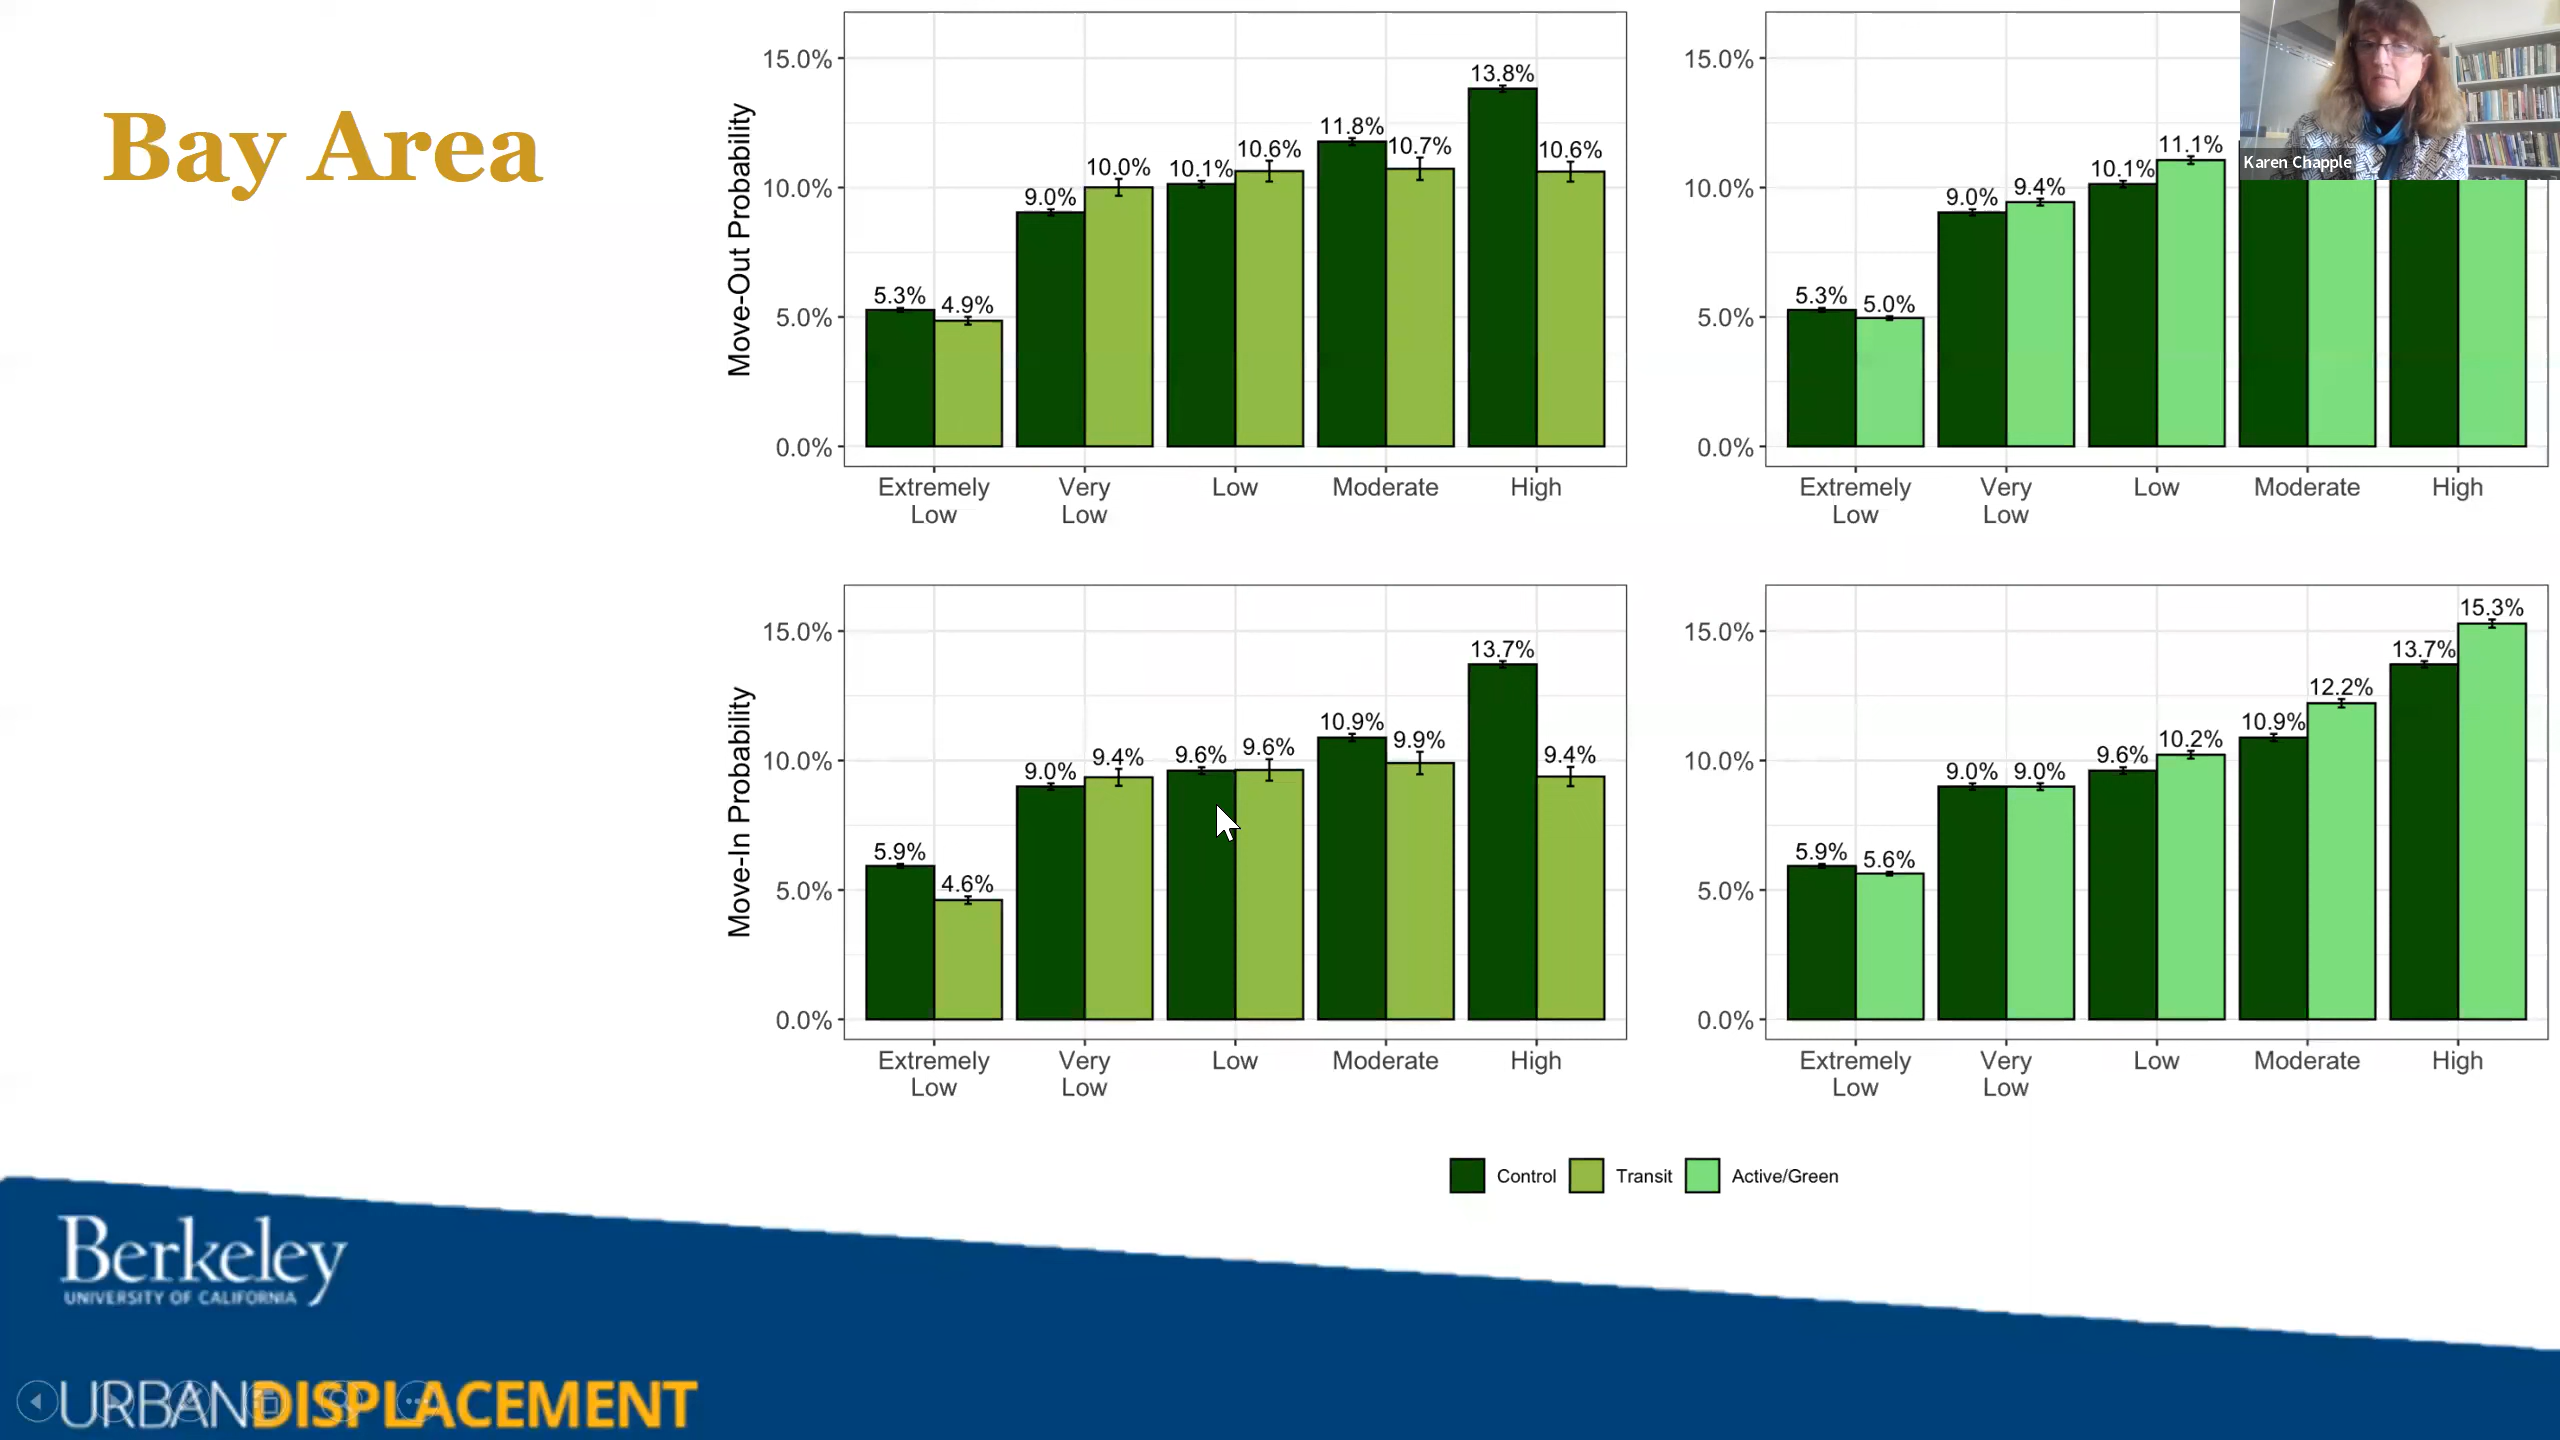 Bay Area
Move-Out Probability
15.0%
10.0%
5.0%
0.0%
5.3% 4.9% 9.0% 10.0% 10.1% 10.6% 11.8% 10.7% 13.8% 10.6%
Extremely Low Very Low Low Moderate High
15.0%
10.0%
5.0%
0.0%
5.3% 5.0% 9.0% 9.4% 10.1% 11.1%
Extremely Low Very Low Low Moderate High
Karen Chapple
Move-In Probability
15.0%
10.0%
5.0%
0.0%
5.9% 4.6% 9.0% 9.4% 9.6% 9.6% 10.9% 9.9% 13.7% 9.4%
Extremely Low Very Low Low Moderate High
15.0%
10.0%
5.0%
0.0%
5.9% 5.6% 9.0% 9.0% 9.6% 10.2% 10.9% 12.2% 13.7% 15.3%
Extremely Low Very Low Low Moderate High
Control Transit Active/Green
Berkeley
UNIVERSITY OF CALIFORNIA
URBANDISPLACEMENT